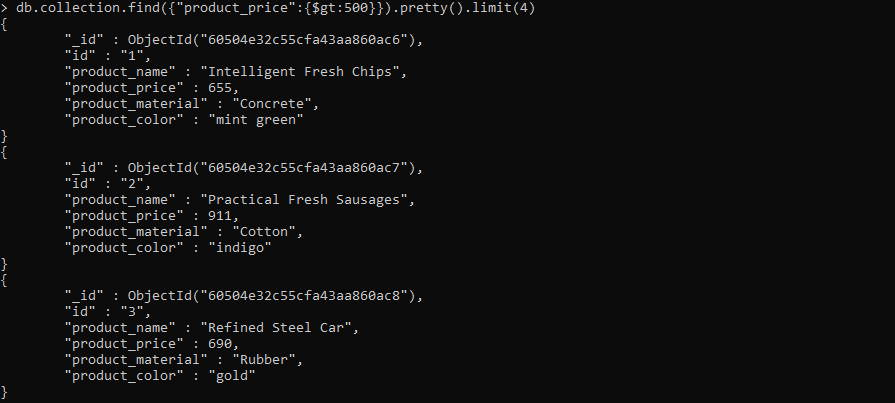 > db.collection.find({"product_price":{$gt:500}}).pretty().limit(4)
{
        "_id" : ObjectId("60504e32c55cfa43aa860ac6"),
        "id" : "1",
        "product_name" : "Intelligent Fresh Chips",
        "product_price" : 655,
        "product_material" : "Concrete",
        "product_color" : "mint green"
}
{
        "_id" : ObjectId("60504e32c55cfa43aa860ac7"),
        "id" : "2",
        "product_name" : "Practical Fresh Sausages",
        "product_price" : 911,
        "product_material" : "Cotton",
        "product_color" : "indigo"
}
{
        "_id" : ObjectId("60504e32c55cfa43aa860ac8"),
        "id" : "3",
        "product_name" : "Refined Steel Car",
        "product_price" : 690,
        "product_material" : "Rubber",
        "product_color" : "gold"
}